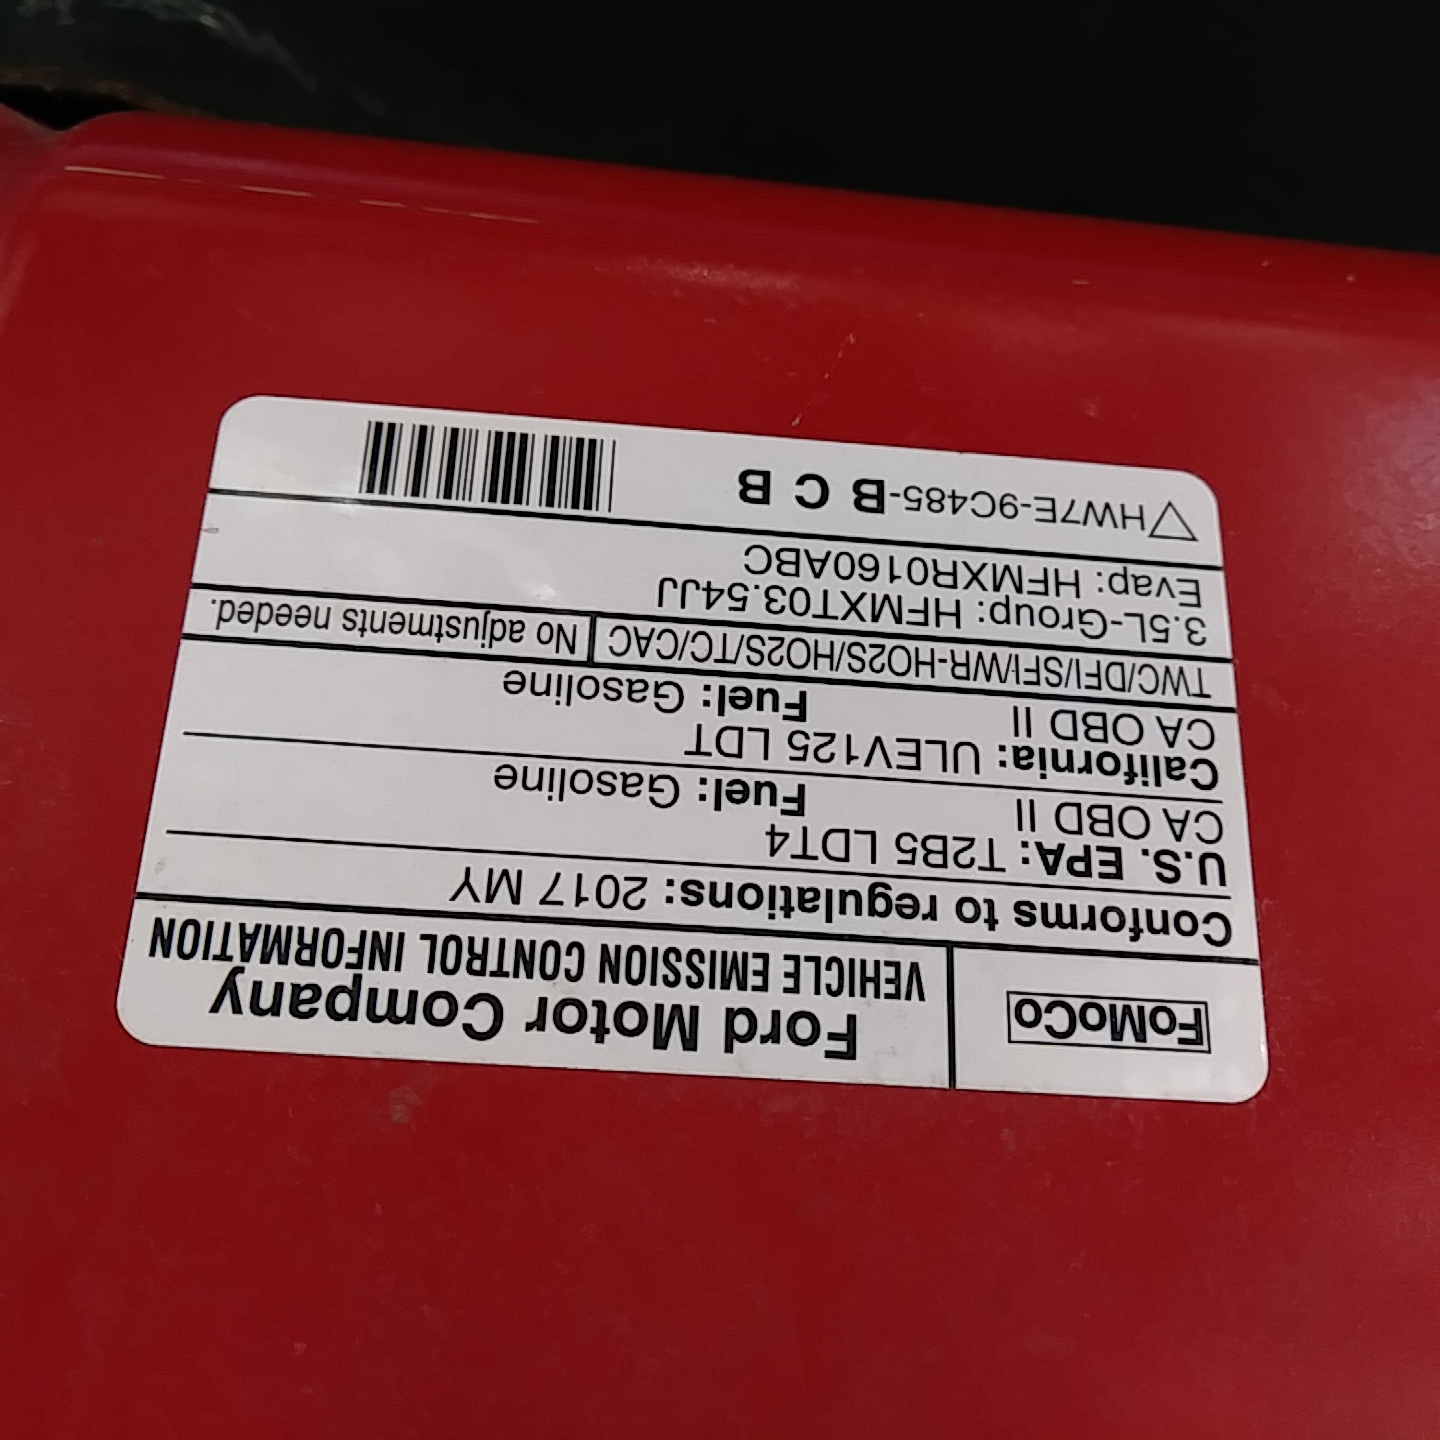 FoMoCo
Ford Motor Company
VEHICLE EMISSION CONTROL INFORMATION
Conforms to regulations: 2017 MY
U.S. EPA: T2B5 LDT4
CA OBD II Fuel: Gasoline
California: ULEV125 LDT
CA OBD II Fuel: Gasoline
TWC/DFI/SFI/WR-HO2S/HO2S/TC/CAC No adjustments needed.
3.5L-Group: HFMXT03.54JJ
Evap: HFMXR0160ABC
HW7E-9C485-B C B